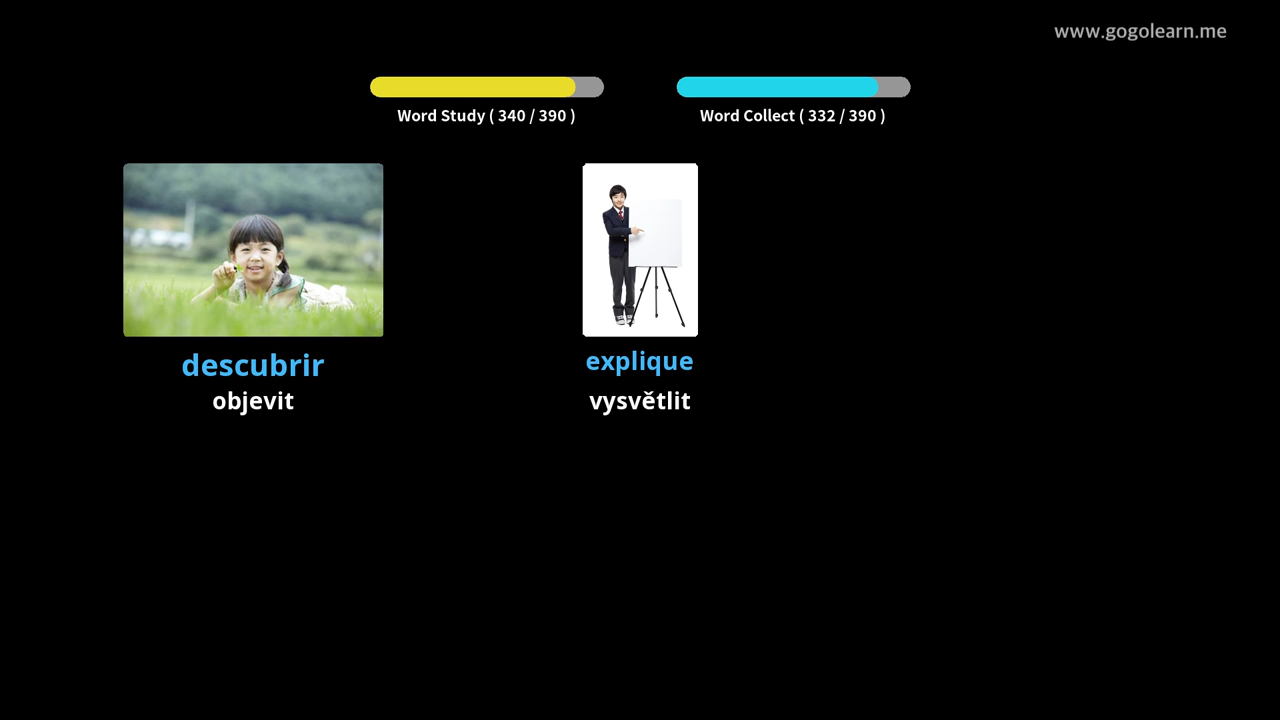 www.gogolearn.me
Word Study ( 340 / 390 )
Word Collect ( 332 / 390 )
descubrir
objevit
explique
vysvětlit